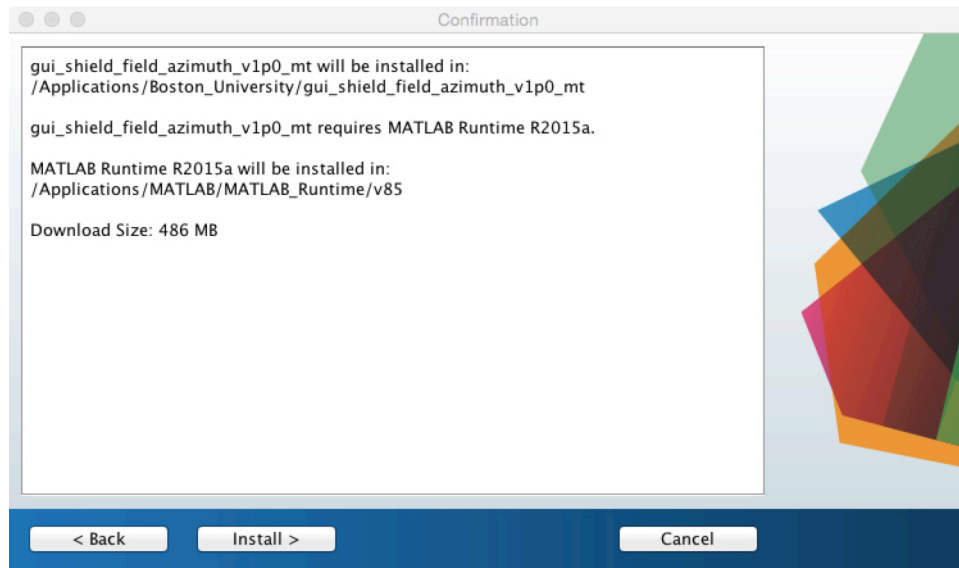 Confirmation
gui_shield_field_azimuth_v1p0_mt will be installed in:
/Applications/Boston_University/gui_shield_field_azimuth_v1p0_mt
gui_shield_field_azimuth_v1p0_mt requires MATLAB Runtime R2015a.
MATLAB Runtime R2015a will be installed in:
/Applications/MATLAB/MATLAB_Runtime/v85
Download Size: 486 MB
< Back
Install >
Cancel